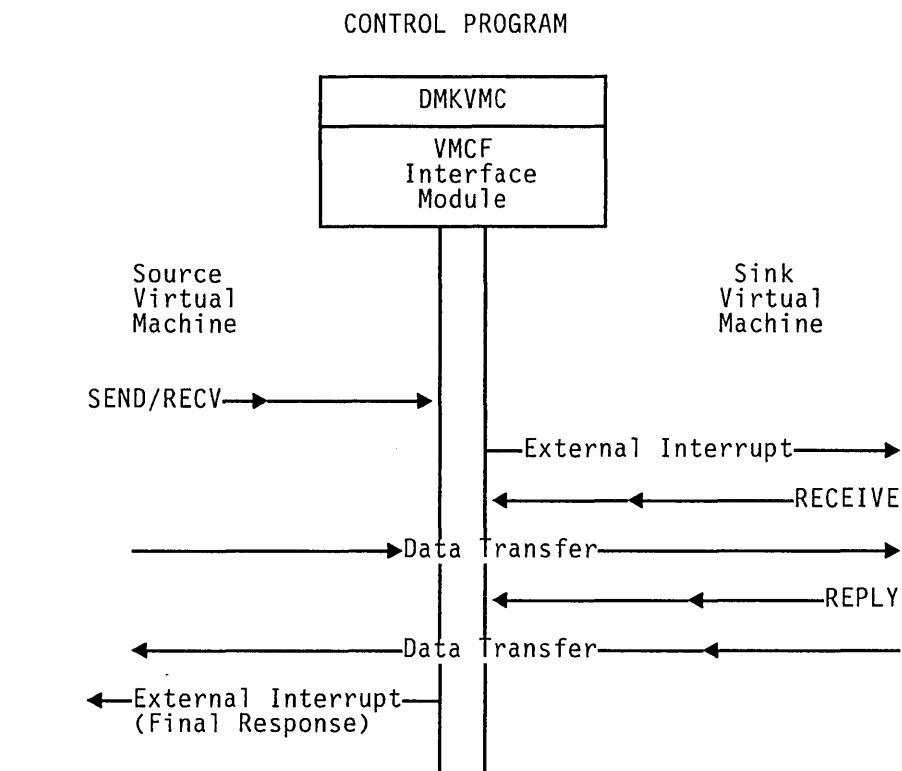 CONTROL PROGRAM
DMKVMC
VMCF
Interface
Module
Source
Virtual
Machine
Sink
Virtual
Machine
SEND/RECV
External Interrupt
RECEIVE
Data Transfer
REPLY
Data Transfer
External Interrupt
(Final Response)